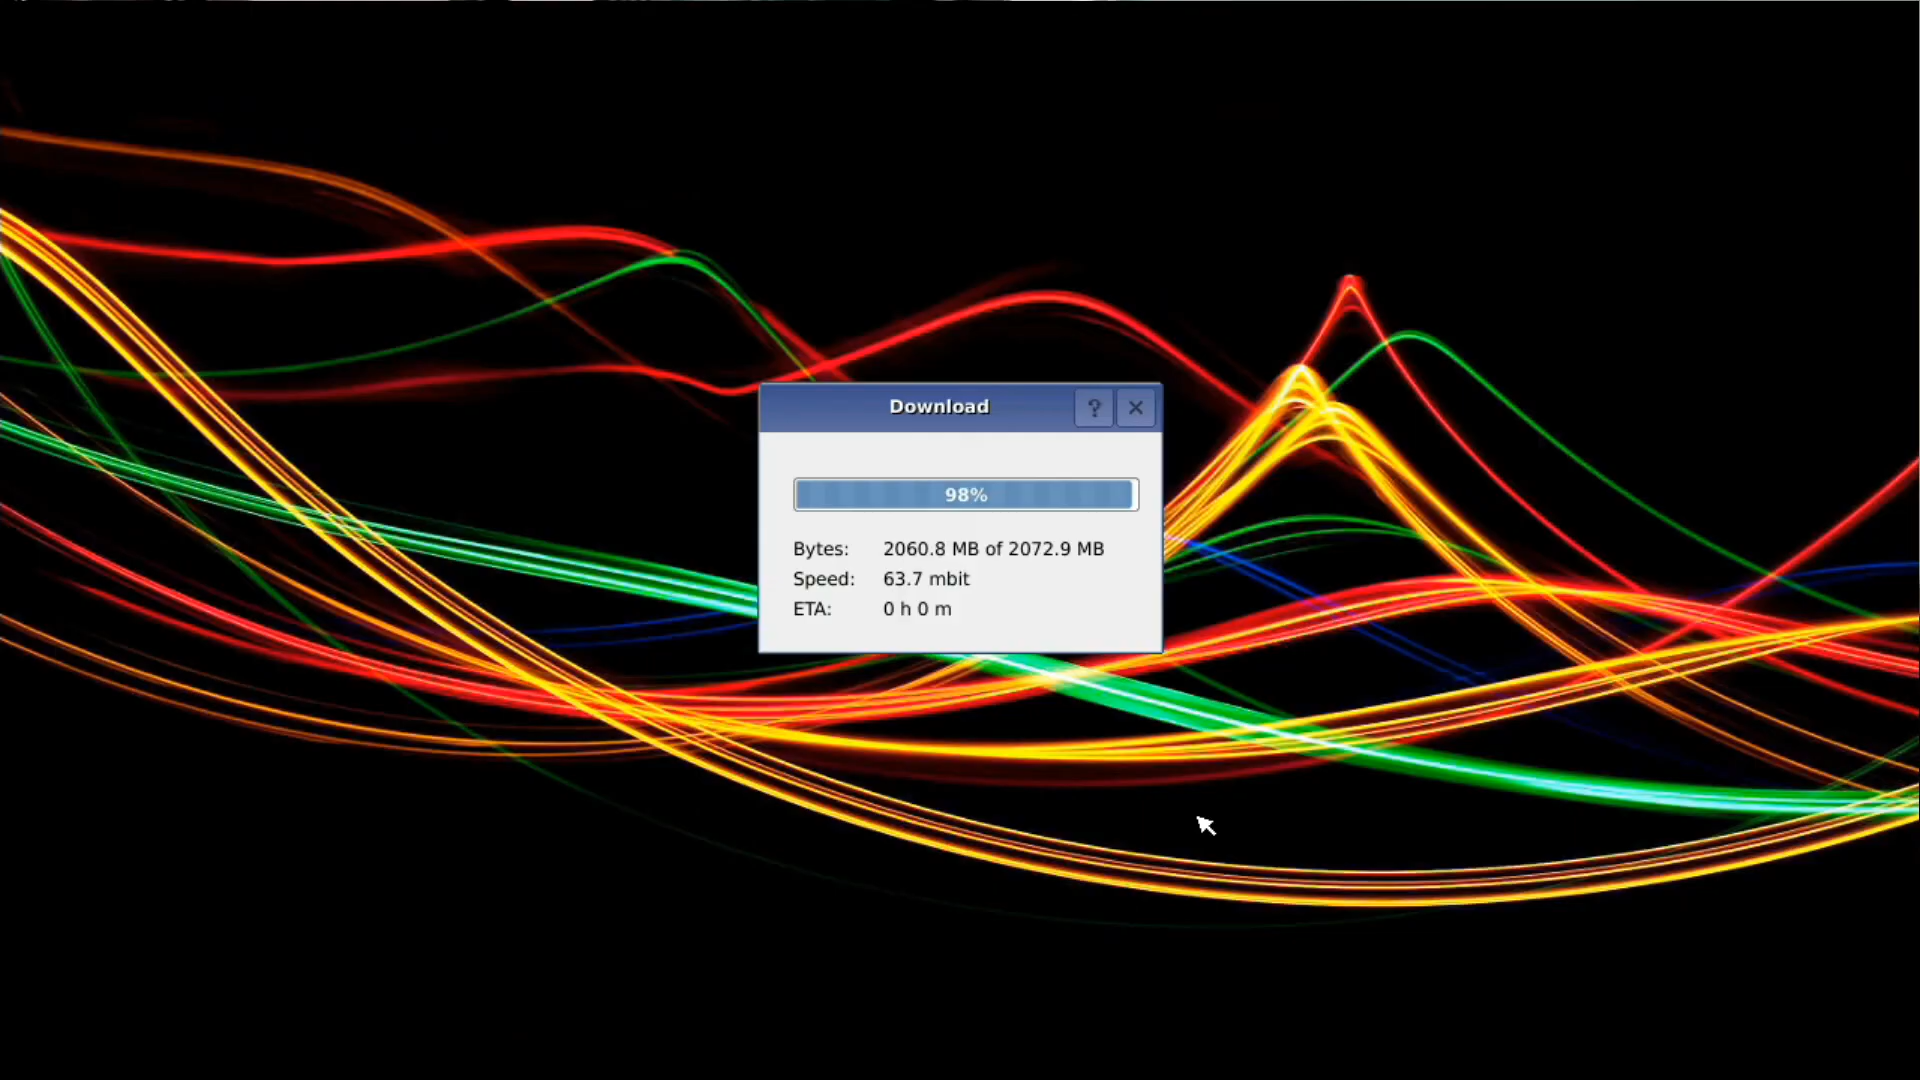 Download
98%
Bytes: 2060.8 MB of 2072.9 MB
Speed: 63.7 mbit
ETA: 0 h 0 m